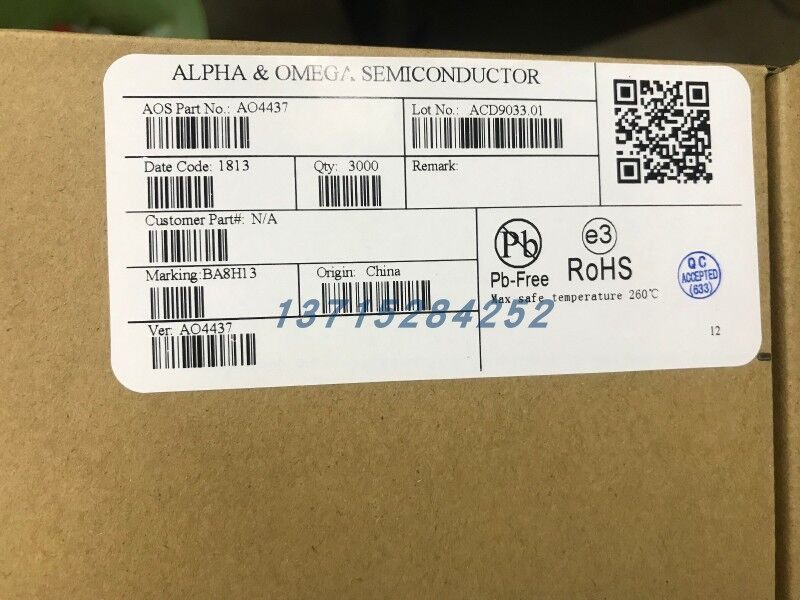 ALPHA & OMEGA SEMICONDUCTOR
AOS Part No.: AO4437
Lot No.: ACD9033.01
Date Code: 1813
Qty: 3000
Remark:
Customer Part#: N/A
Marking:BA8H13
Origin: China
Ver: AO4437
Pb
Pb-Free
e3
RoHS
Max safe temperature 260℃
QC
ACCEPTED
(633)
12
13715284252